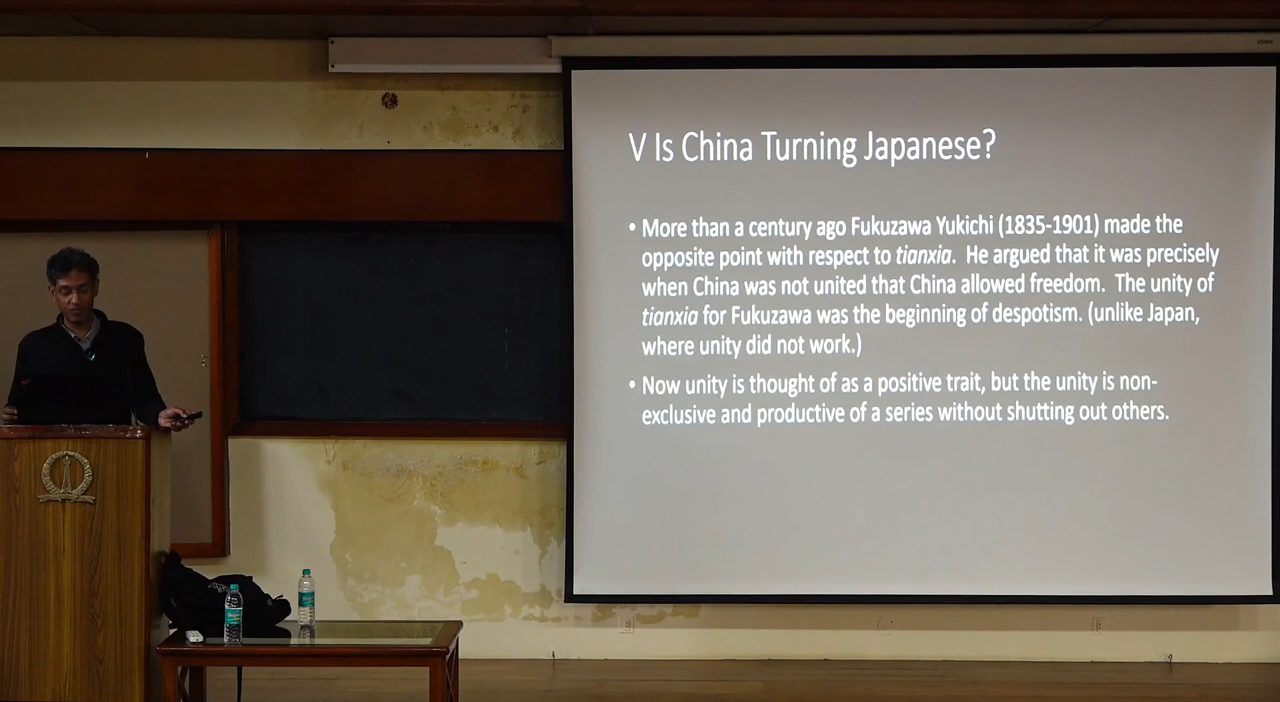 V Is China Turning Japanese?
• More than a century ago Fukuzawa Yukichi (1835-1901) made the
opposite point with respect to tianxia. He argued that it was precisely
when China was not united that China allowed freedom. The unity of
tianxia for Fukuzawa was the beginning of despotism. (unlike Japan,
where unity did not work.)
• Now unity is thought of as a positive trait, but the unity is non-
exclusive and productive of a series without shutting out others.